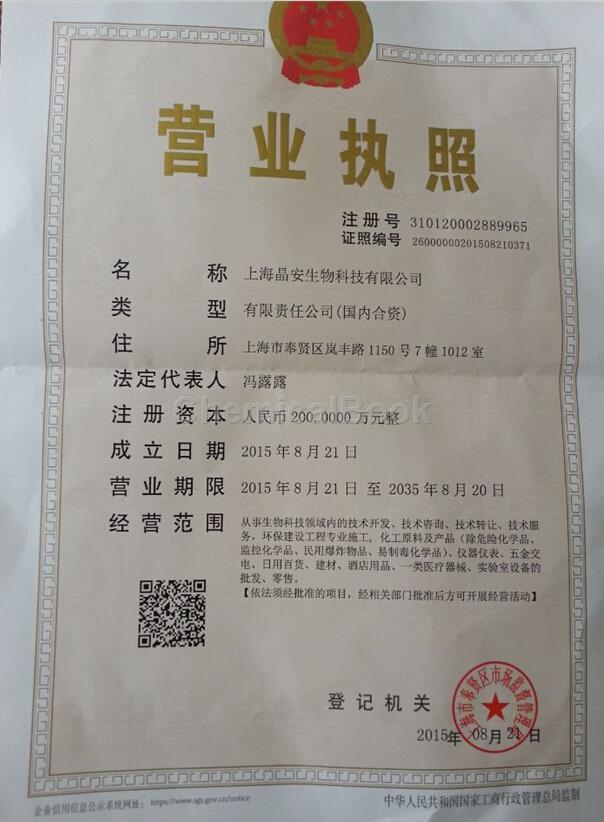 营业执照
注册号 310120002889965
证照编号 26000000201508210371
名称 上海晶安生物科技有限公司
类型 有限责任公司(国内合资)
住所 上海市奉贤区岚丰路1150号7幢1012室
法定代表人 冯露露
注册资本 人民币200.0000万元整
成立日期 2015年8月21日
营业期限 2015年8月21日 至 2035年8月20日
经营范围 从事生物科技领域内的技术开发、技术咨询、技术转让、技术服
务，环保建设工程专业施工，化工原料及产品（除危险化学品、
监控化学品、民用爆炸物品、易制毒化学品）、仪器仪表、五金交
电、日用百货、建材、酒店用品、一类医疗器械、实验室设备的
批发、零售。
【依法须经批准的项目，经相关部门批准后方可开展经营活动】
ChemicalBook
登记机关
上海市奉贤区市场监督管理局
2015年08月21日
企业信用信息公示系统网址： https://www.sgs.gov.cn/notice
中华人民共和国国家工商行政管理总局监制